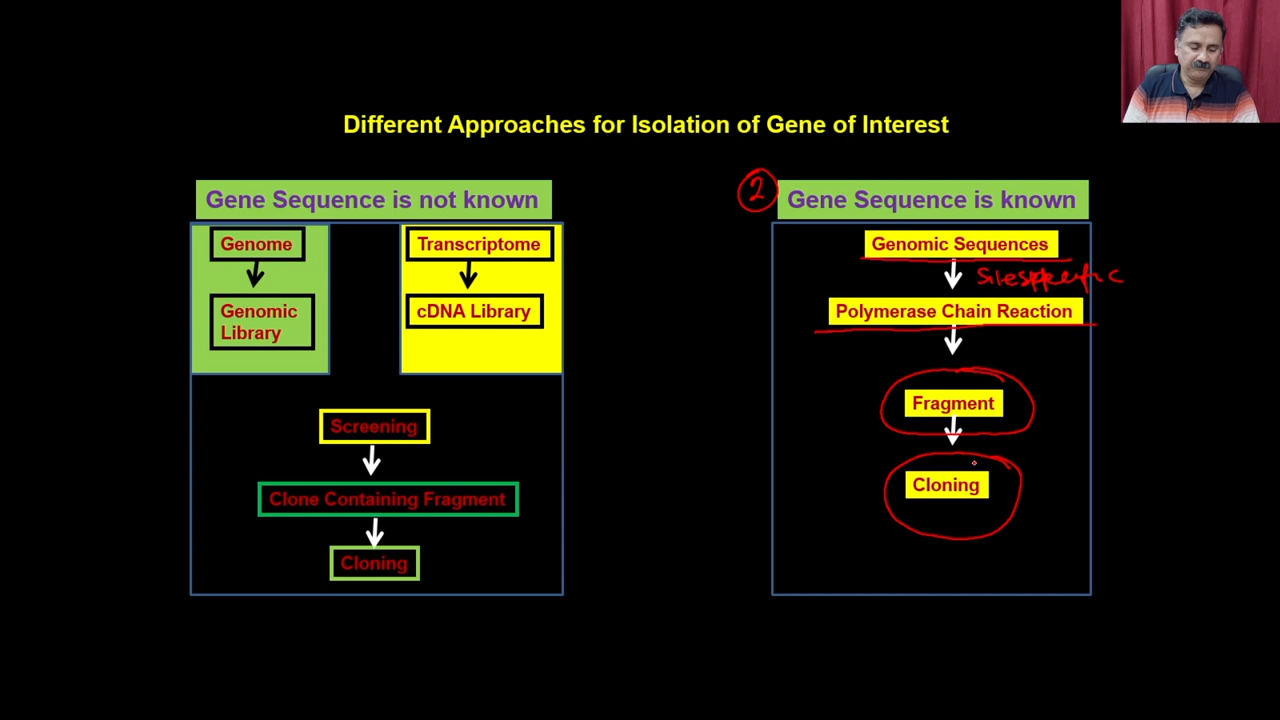 Different Approaches for Isolation of Gene of Interest
Gene Sequence is not known
Genome
Genomic
Library
Transcriptome
cDNA Library
Screening
Clone Containing Fragment
Cloning
2
Gene Sequence is known
Genomic Sequences
Polymerase Chain Reaction
Fragment
Cloning